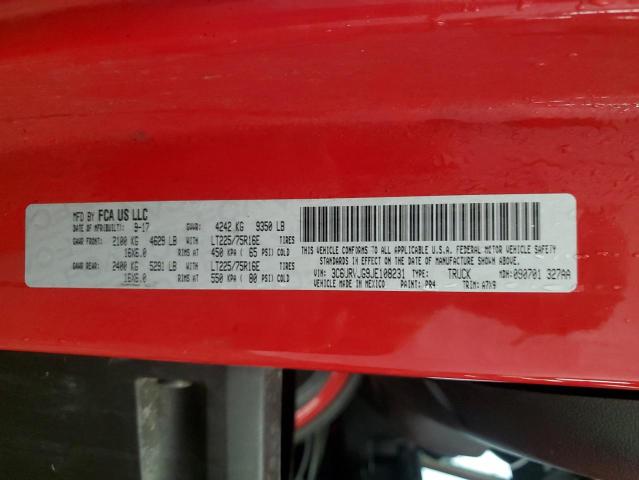 MFD BY FCA US LLC
DATE OF MFR(BUILT): 9-17 GVWR: 4242 KG 9350 LB
GAWR FRONT: 2100 KG 4629 LB LT225/75R16E TIRES
16X6.0 RIMS AT 450 KPA ( 65 PSI) COLD
GAWR REAR: 2400 KG 5291 LB LT225/75R16E TIRES
16X6.0 RIMS AT 550 KPA ( 80 PSI) COLD
THIS VEHICLE CONFORMS TO ALL APPLICABLE U.S.A. FEDERAL MOTOR VEHICLE SAFETY
STANDARDS IN EFFECT ON THE DATE OF MANUFACTURE SHOWN ABOVE.
VIN: 3C6URVJG9JE108231 TYPE: TRUCK MDH: 090701 327AA
VEHICLE MADE IN MEXICO PAINT: PR4 TRIM: A7X9